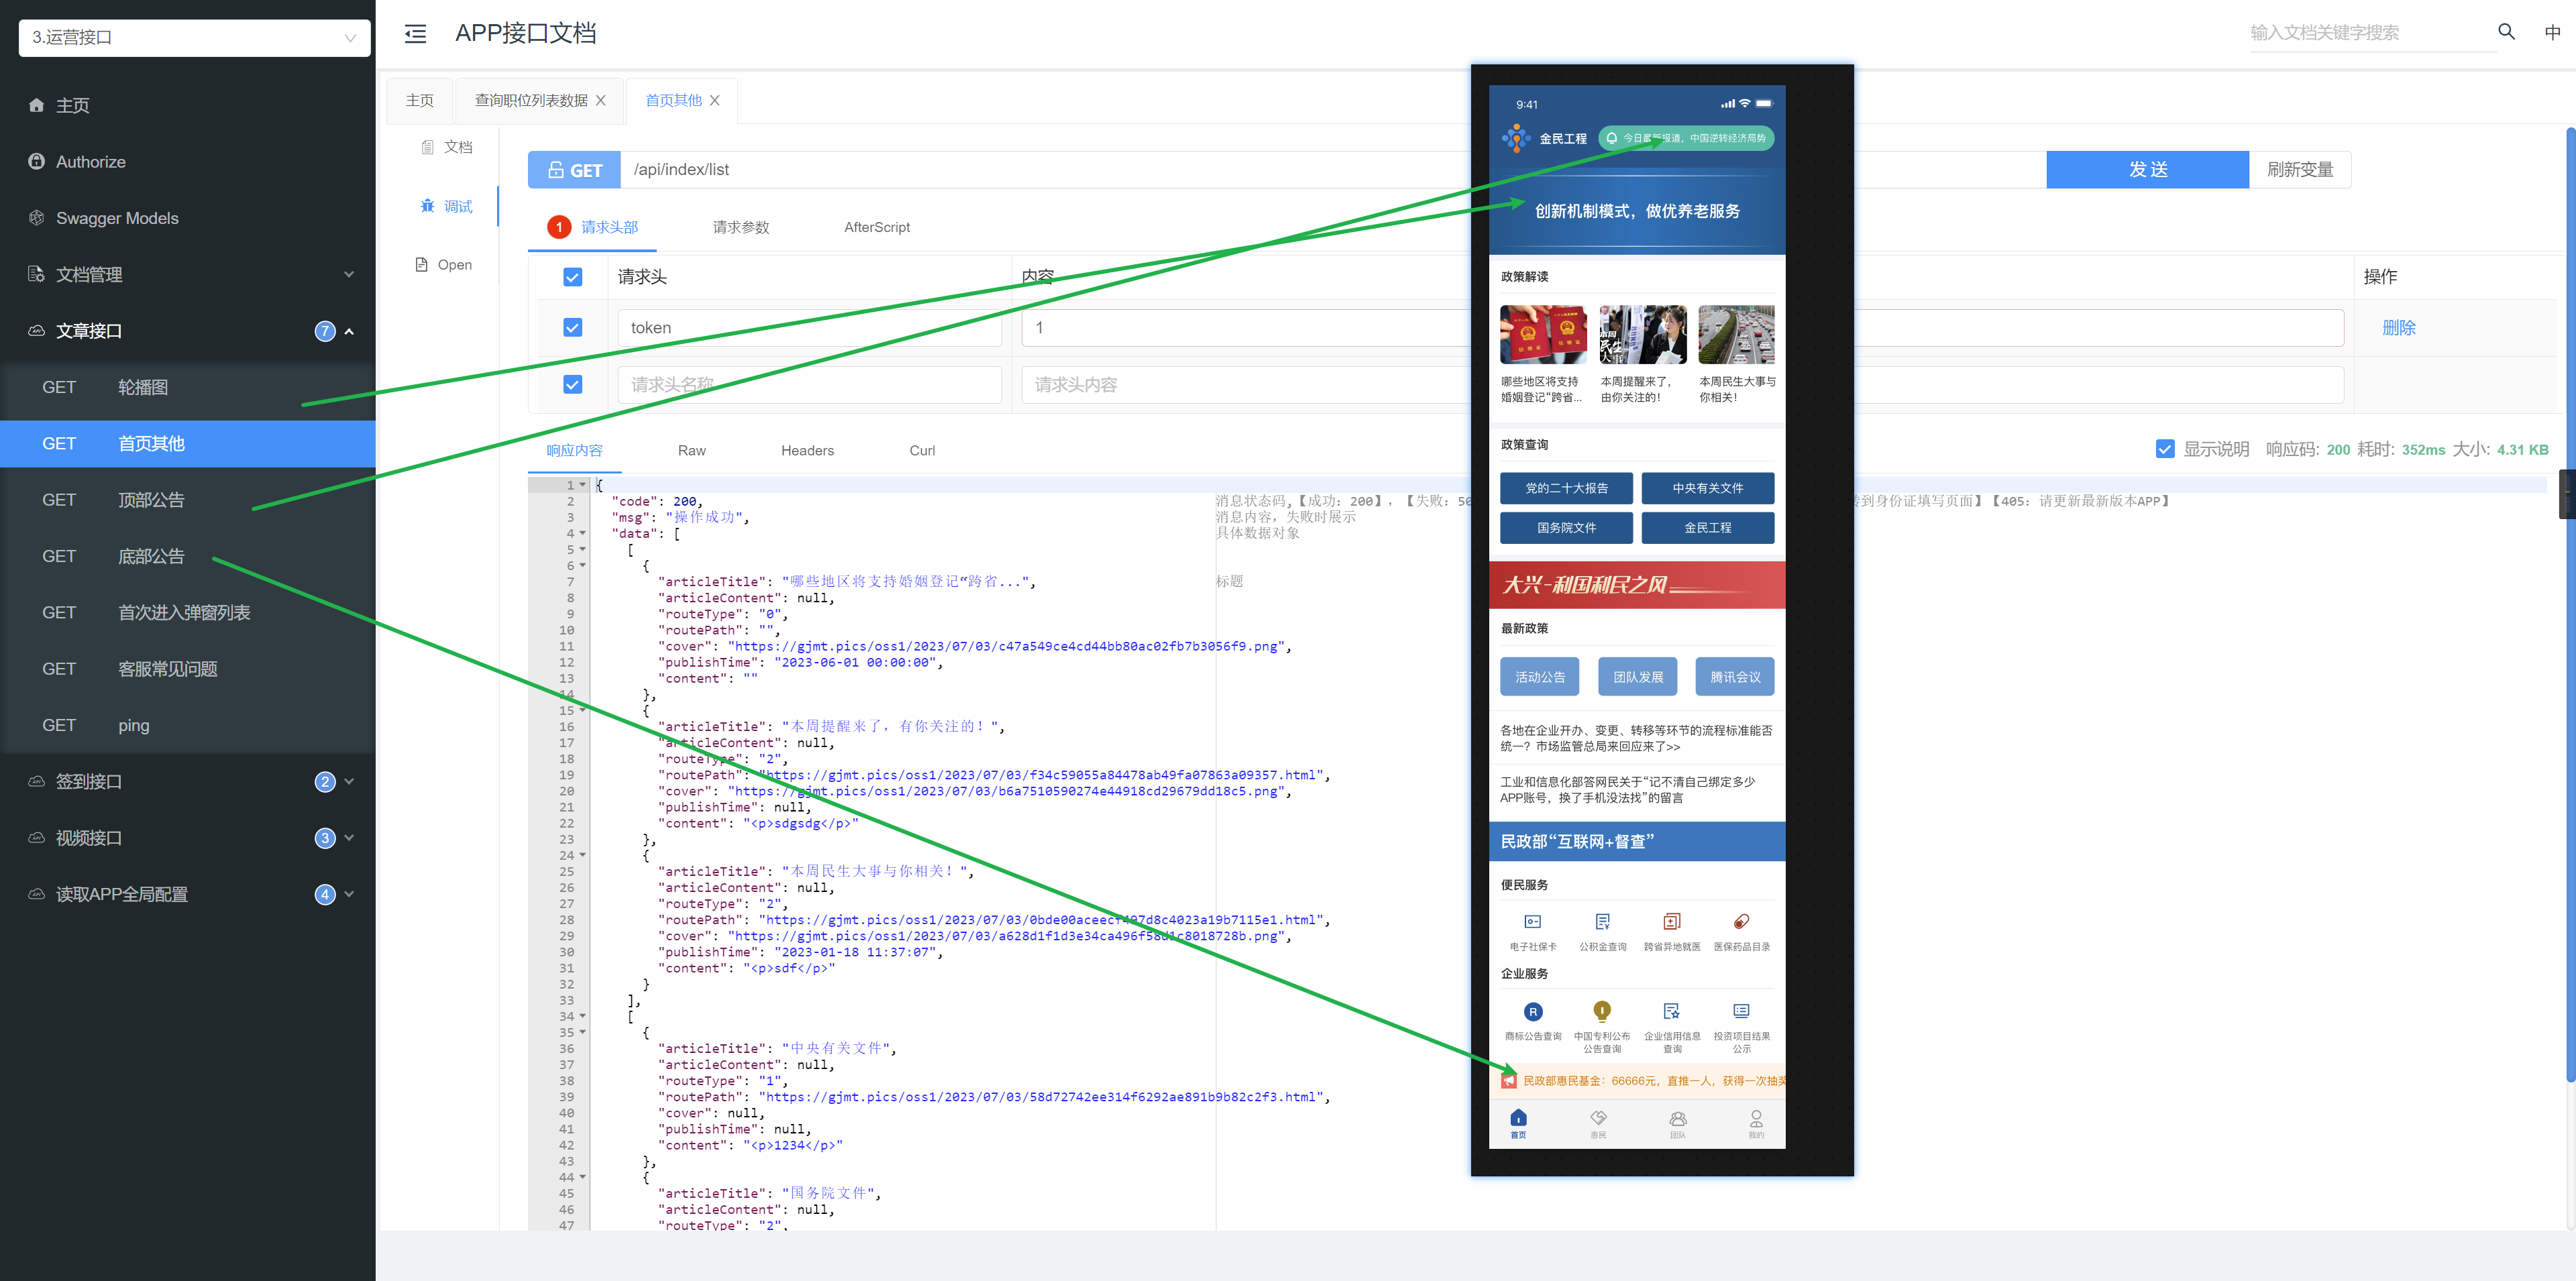 3.运营接口
APP接口文档
输入文档关键字搜索
中
主页
Authorize
Swagger Models
文档管理
文章接口
7
GET 轮播图
GET 首页其他
GET 顶部公告
GET 底部公告
GET 首次进入弹窗列表
GET 客服常见问题
GET ping
签到接口
2
视频接口
3
读取APP全局配置
4
主页
查询职位列表数据
首页其他
文档
调试
Open
GET
/api/index/list
发 送
刷新变量
1
请求头部
请求参数
AfterScript
请求头
内容
操作
token
1
删除
请求头名称
请求头内容
响应内容
Raw
Headers
Curl
显示说明
响应码: 200 耗时: 352ms 大小: 4.31 KB
1 {
2 "code": 200, 消息状态码,【成功: 200】,【失败: 50
转到身份证填写页面】【405: 请更新最新版本APP】
3 "msg": "操作成功", 消息内容, 失败时展示
4 "data": [ 具体数据对象
5 [
6 {
7 "articleTitle": "哪些地区将支持婚姻登记“跨省...", 标题
8 "articleContent": null,
9 "routeType": "0",
10 "routePath": "",
11 "cover": "https://gjmt.pics/oss1/2023/07/03/c47a549ce4cd44bb80ac02fb7b3056f9.png",
12 "publishTime": "2023-06-01 00:00:00",
13 "content": ""
14 },
15 {
16 "articleTitle": "本周提醒来了, 有你关注的! ",
17 "articleContent": null,
18 "routeType": "2",
19 "routePath": "https://gjmt.pics/oss1/2023/07/03/f34c59055a84478ab49fa07863a09357.html",
20 "cover": "https://gjmt.pics/oss1/2023/07/03/b6a7510590274e44918cd29679dd18c5.png",
21 "publishTime": null,
22 "content": "<p>sdgsdg</p>"
23 },
24 {
25 "articleTitle": "本周民生大事与你相关! ",
26 "articleContent": null,
27 "routeType": "2",
28 "routePath": "https://gjmt.pics/oss1/2023/07/03/0bde00aceecf407d8c4023a19b7115e1.html",
29 "cover": "https://gjmt.pics/oss1/2023/07/03/a628d1f1d3e34ca496f58d1c8018728b.png",
30 "publishTime": "2023-01-18 11:37:07",
31 "content": "<p>sdf</p>"
32 }
33 ],
34 [
35 {
36 "articleTitle": "中央有关文件",
37 "articleContent": null,
38 "routeType": "1",
39 "routePath": "https://gjmt.pics/oss1/2023/07/03/58d72742ee314f6292ae891b9b82c2f3.html",
40 "cover": null,
41 "publishTime": null,
42 "content": "<p>1234</p>"
43 },
44 {
45 "articleTitle": "国务院文件",
46 "articleContent": null,
47 "routeType": "2",
9:41
金民工程
今日最新报道，中国逆转经济局势
创新机制模式，做优养老服务
政策解读
哪些地区将支持
婚姻登记“跨省...
本周提醒来了，
由你关注的！
本周民生大事与
你相关！
政策查询
党的二十大报告
中央有关文件
国务院文件
金民工程
大兴-利国利民之风
最新政策
活动公告
团队发展
腾讯会议
各地在企业开办、变更、转移等环节的流程标准能否
统一？市场监管总局来回应来了>>
工业和信息化部答网民关于“记不清自己绑定多少
APP账号，换了手机没法找”的留言
民政部“互联网+督查”
便民服务
电子社保卡
公积金查询
跨省异地就医
医保药品目录
企业服务
商标公告查询
中国专利公布
公告查询
企业信用信息
查询
投资项目结果
公示
民政部惠民基金：66666元，直推一人，获得一次抽奖
首页
惠民
团队
我的